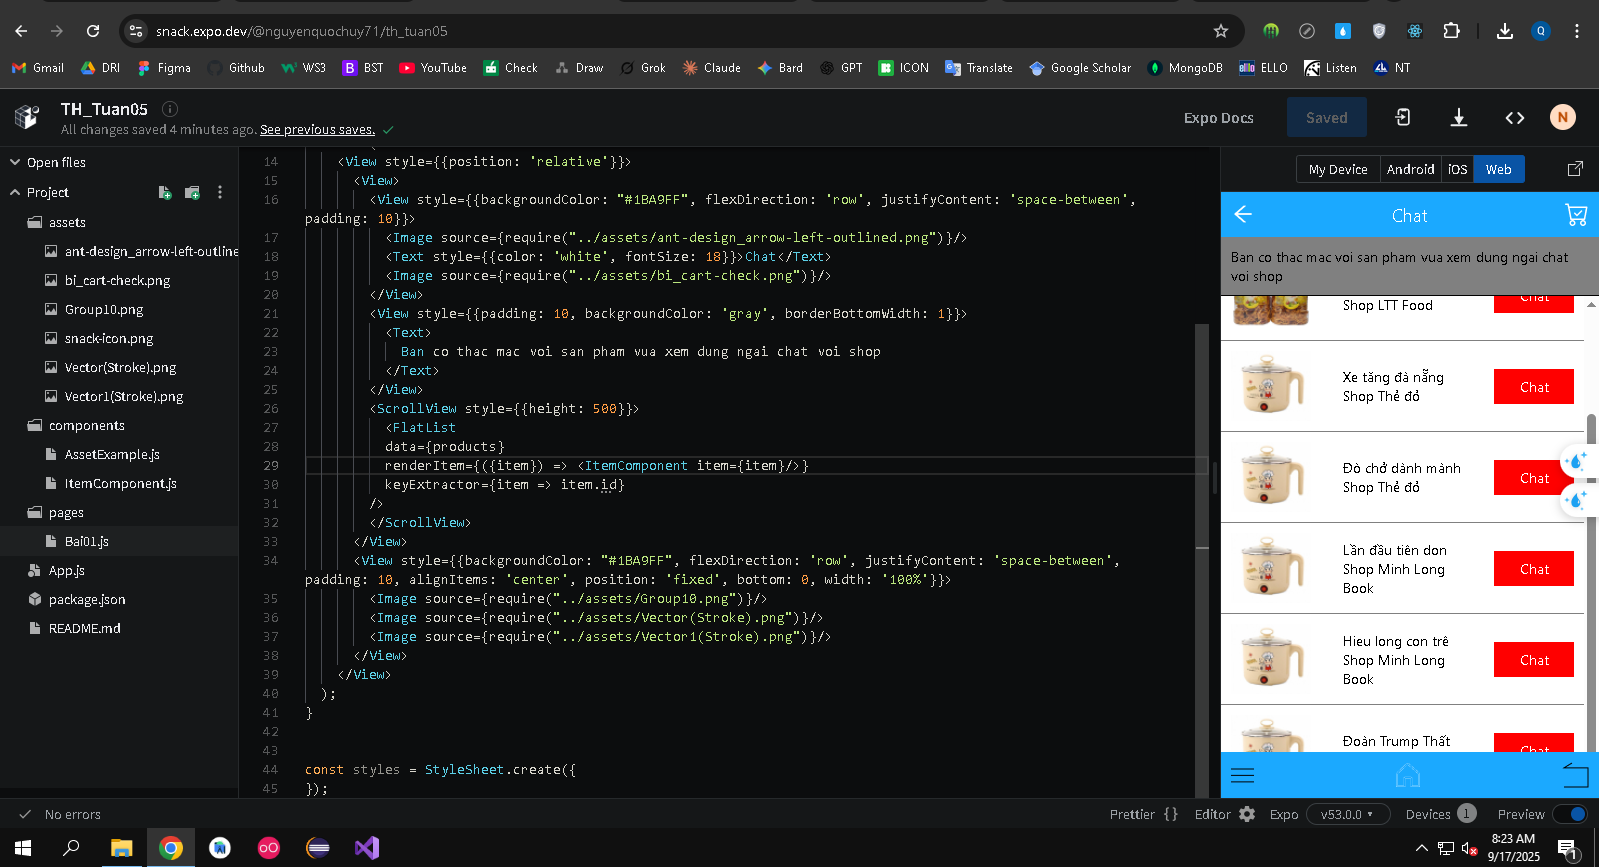 snack.expo.dev/@nguyenquochuy71/th_tuan05
Q
Gmail DRI Figma Github WS3 BST YouTube Check Draw Grok Claude Bard GPT ICON Translate Google Scholar MongoDB ELLO Listen NT
TH_Tuan05
All changes saved 4 minutes ago. See previous saves.
Expo Docs Saved N
Open files
Project
assets
ant-design_arrow-left-outline
bi_cart-check.png
Group10.png
snack-icon.png
Vector(Stroke).png
Vector1(Stroke).png
components
AssetExample.js
ItemComponent.js
pages
Bai01.js
App.js
package.json
README.md
14 <View style={{position: 'relative'}}>
15 <View>
16 <View style={{backgroundColor: "#1BA9FF", flexDirection: 'row', justifyContent: 'space-between',
padding: 10}}>
17 <Image source={require("../assets/ant-design_arrow-left-outlined.png")}/>
18 <Text style={{color: 'white', fontSize: 18}}>Chat</Text>
19 <Image source={require("../assets/bi_cart-check.png")}/>
20 </View>
21 <View style={{padding: 10, backgroundColor: 'gray', borderBottomWidth: 1}}>
22 <Text>
23 Ban co thac mac voi san pham vua xem dung ngai chat voi shop
24 </Text>
25 </View>
26 <ScrollView style={{height: 500}}>
27 <FlatList
28 data={products}
29 renderItem={({item}) => <ItemComponent item={item}/>}
30 keyExtractor={item => item.id}
31 />
32 </ScrollView>
33 </View>
34 <View style={{backgroundColor: "#1BA9FF", flexDirection: 'row', justifyContent: 'space-between',
padding: 10, alignItems: 'center', position: 'fixed', bottom: 0, width: '100%'}}>
35 <Image source={require("../assets/Group10.png")}/>
36 <Image source={require("../assets/Vector(Stroke).png")}/>
37 <Image source={require("../assets/Vector1(Stroke).png")}/>
38 </View>
39 </View>
40 );
41 }
42
43
44 const styles = StyleSheet.create({
45 });
My Device Android iOS Web
Chat
Ban co thac mac voi san pham vua xem dung ngai chat
voi shop
Shop LTT Food Chat
Xe tăng đà nẵng
Shop Thẻ đỏ
Chat
Đò chở dành mành
Shop Thẻ đỏ
Chat
Lần đầu tiên don
Shop Minh Long
Book
Chat
Hieu long con trê
Shop Minh Long
Book
Chat
Đoàn Trump Thất
Chat
No errors
Prettier {} Editor Expo v53.0.0 Devices 1 Preview
8:23 AM
9/17/2025
1